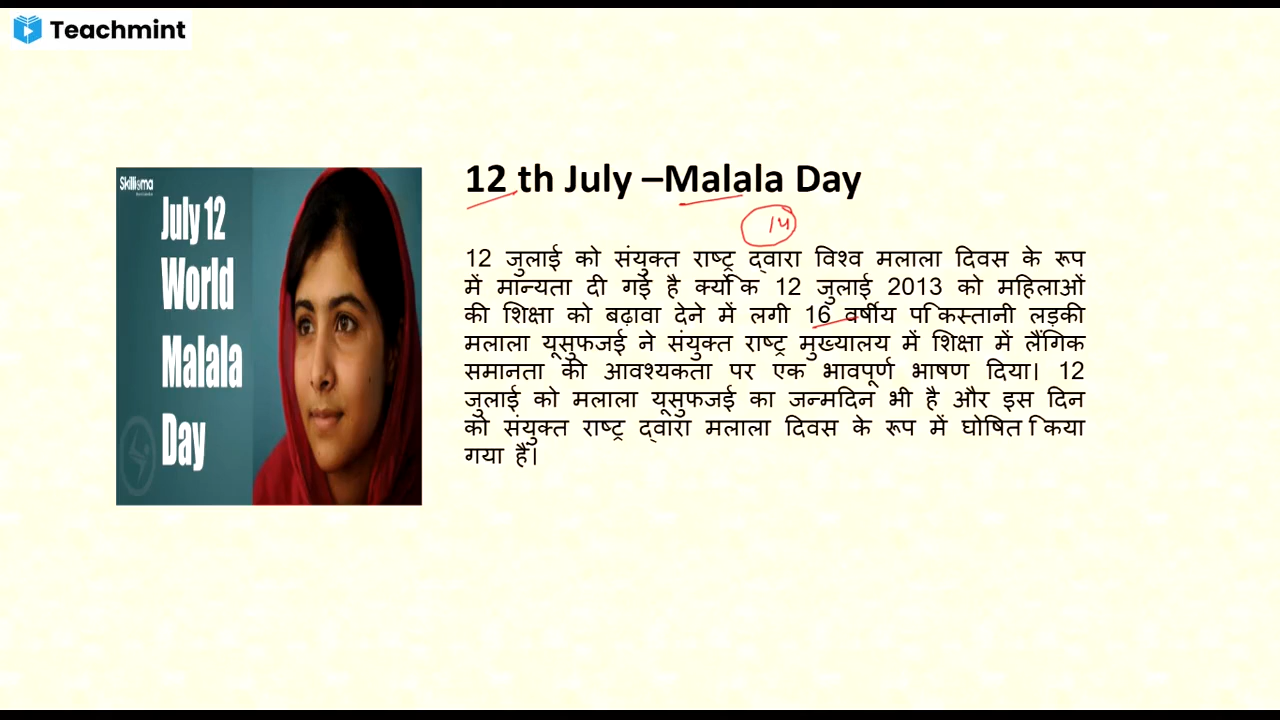 Teachmint
Skillioma
July 12
World
Malala
Day
12 th July –Malala Day
14
12 जुलाई को संयुक्त राष्ट्र द्वारा विश्व मलाला दिवस के रूप
में मान्यता दी गई है क्योंकि 12 जुलाई 2013 को महिलाओं
की शिक्षा को बढ़ावा देने में लगी 16 वर्षीय पाकिस्तानी लड़की
मलाला यूसुफजई ने संयुक्त राष्ट्र मुख्यालय में शिक्षा में लैंगिक
समानता की आवश्यकता पर एक भावपूर्ण भाषण दिया। 12
जुलाई को मलाला यूसुफजई का जन्मदिन भी है और इस दिन
को संयुक्त राष्ट्र द्वारा मलाला दिवस के रूप में घोषित किया
गया है।